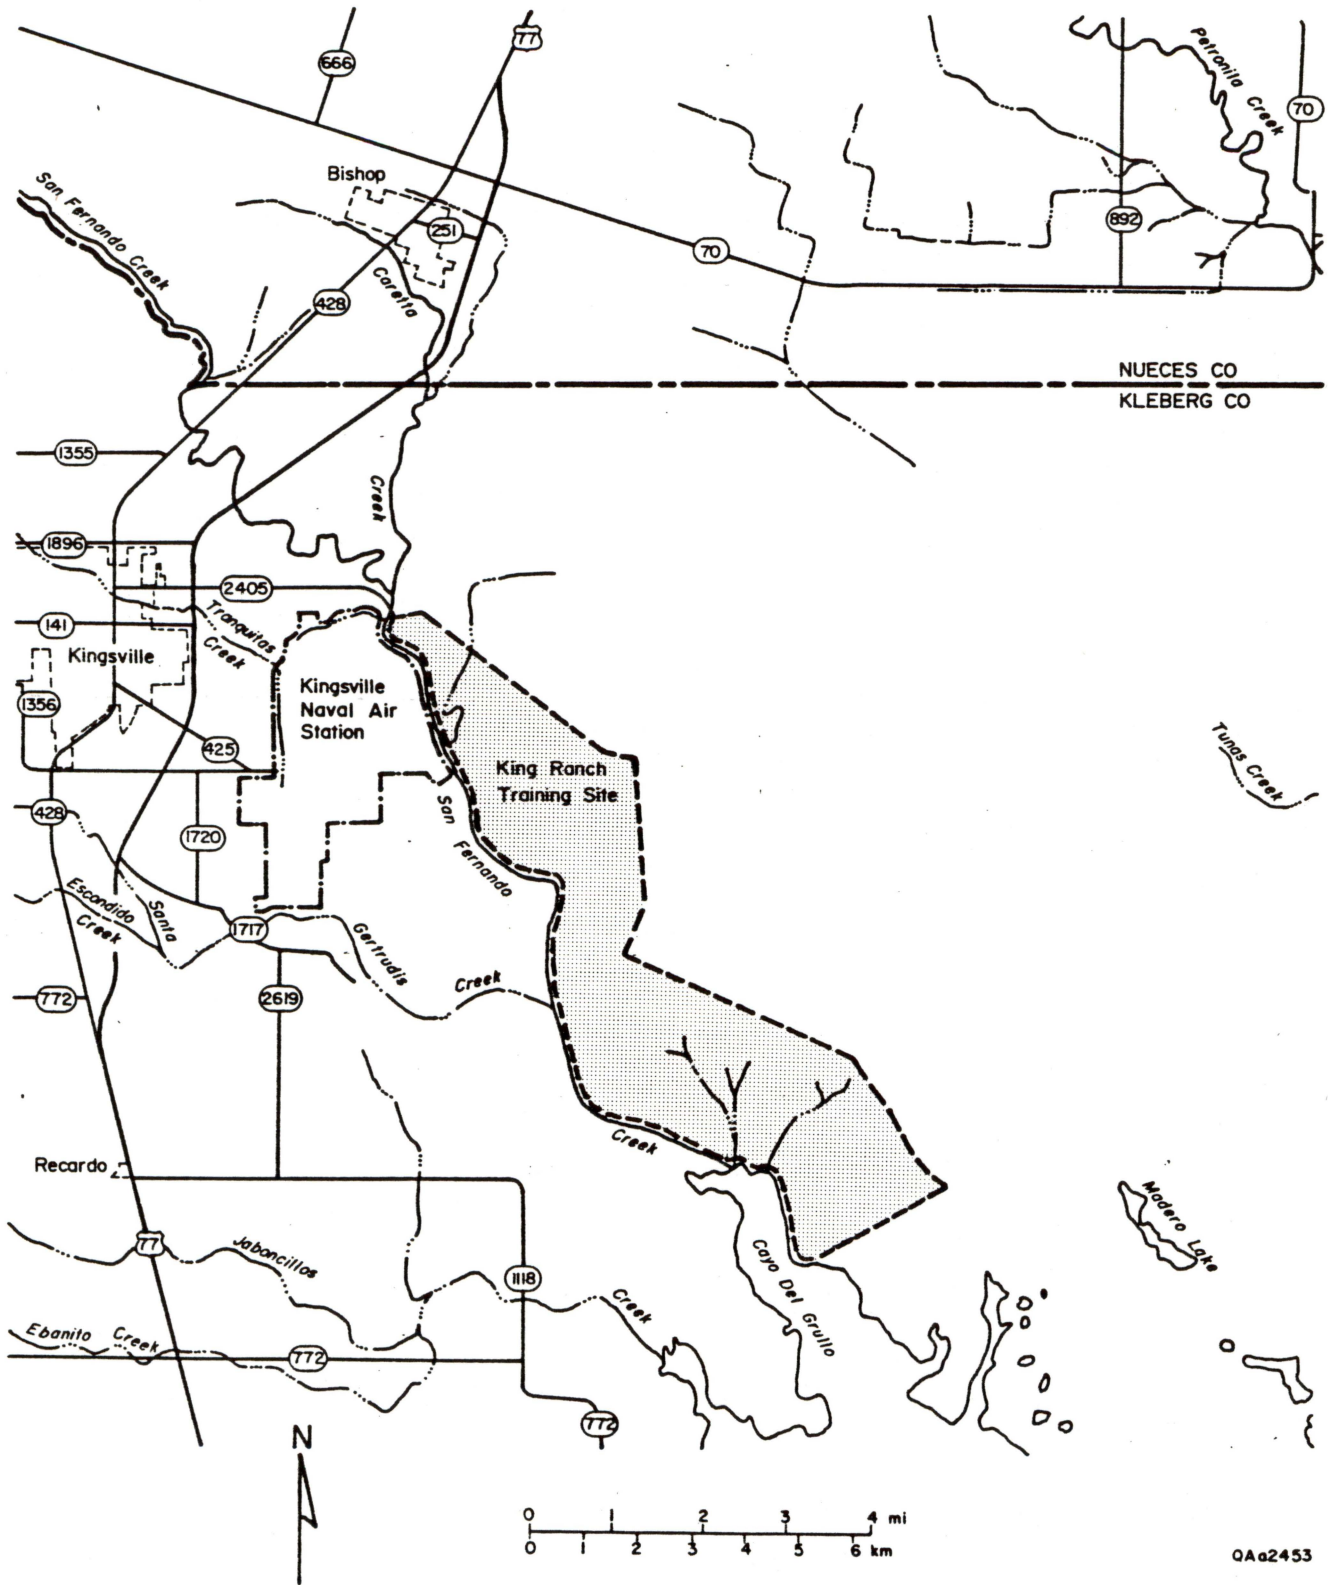 77
666
Petronila Creek
70
Bishop
San Fernando Creek
892
251
70
Caretta
428
NUECES CO
KLEBERG CO
1355
Creek
1896
2405
Tranquitas
Creek
141
Kingsville
Kingsville
Naval Air
Station
1356
425
Tunas Creek
King Ranch
Training Site
428
San
Fernando
1720
Escondido
Creek
Santa
1717
Gertrudis
Creek
772
2619
Creek
Recardo
Madero Lake
77
Jaboncillos
Cayo Del Grullo
1118
Creek
Ebanito Creek
772
772
N
0 1 2 3 4 mi
0 1 2 3 4 5 6 km
QAa2453